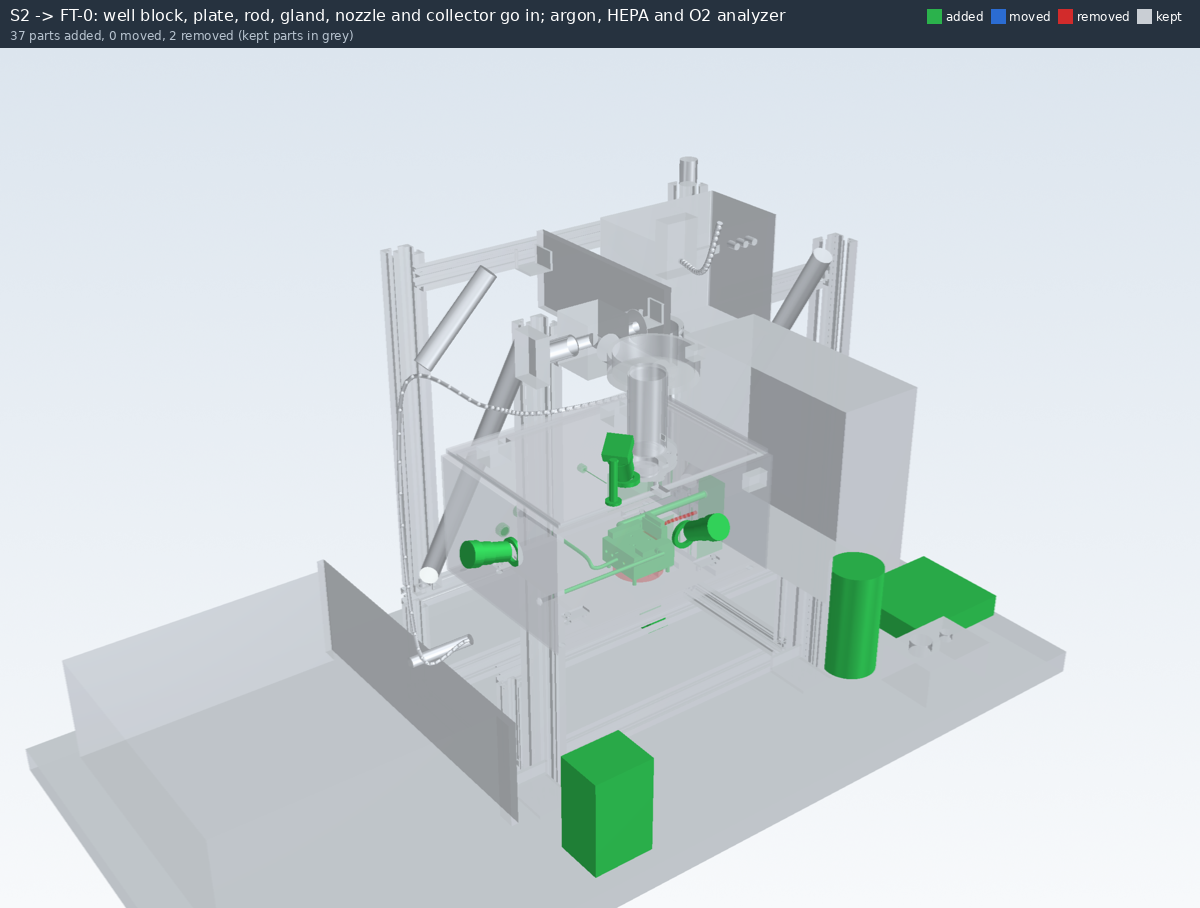 S2 -> FT-0: well block, plate, rod, gland, nozzle and collector go in; argon, HEPA and O2 analyzer
added moved removed kept
37 parts added, 0 moved, 2 removed (kept parts in grey)